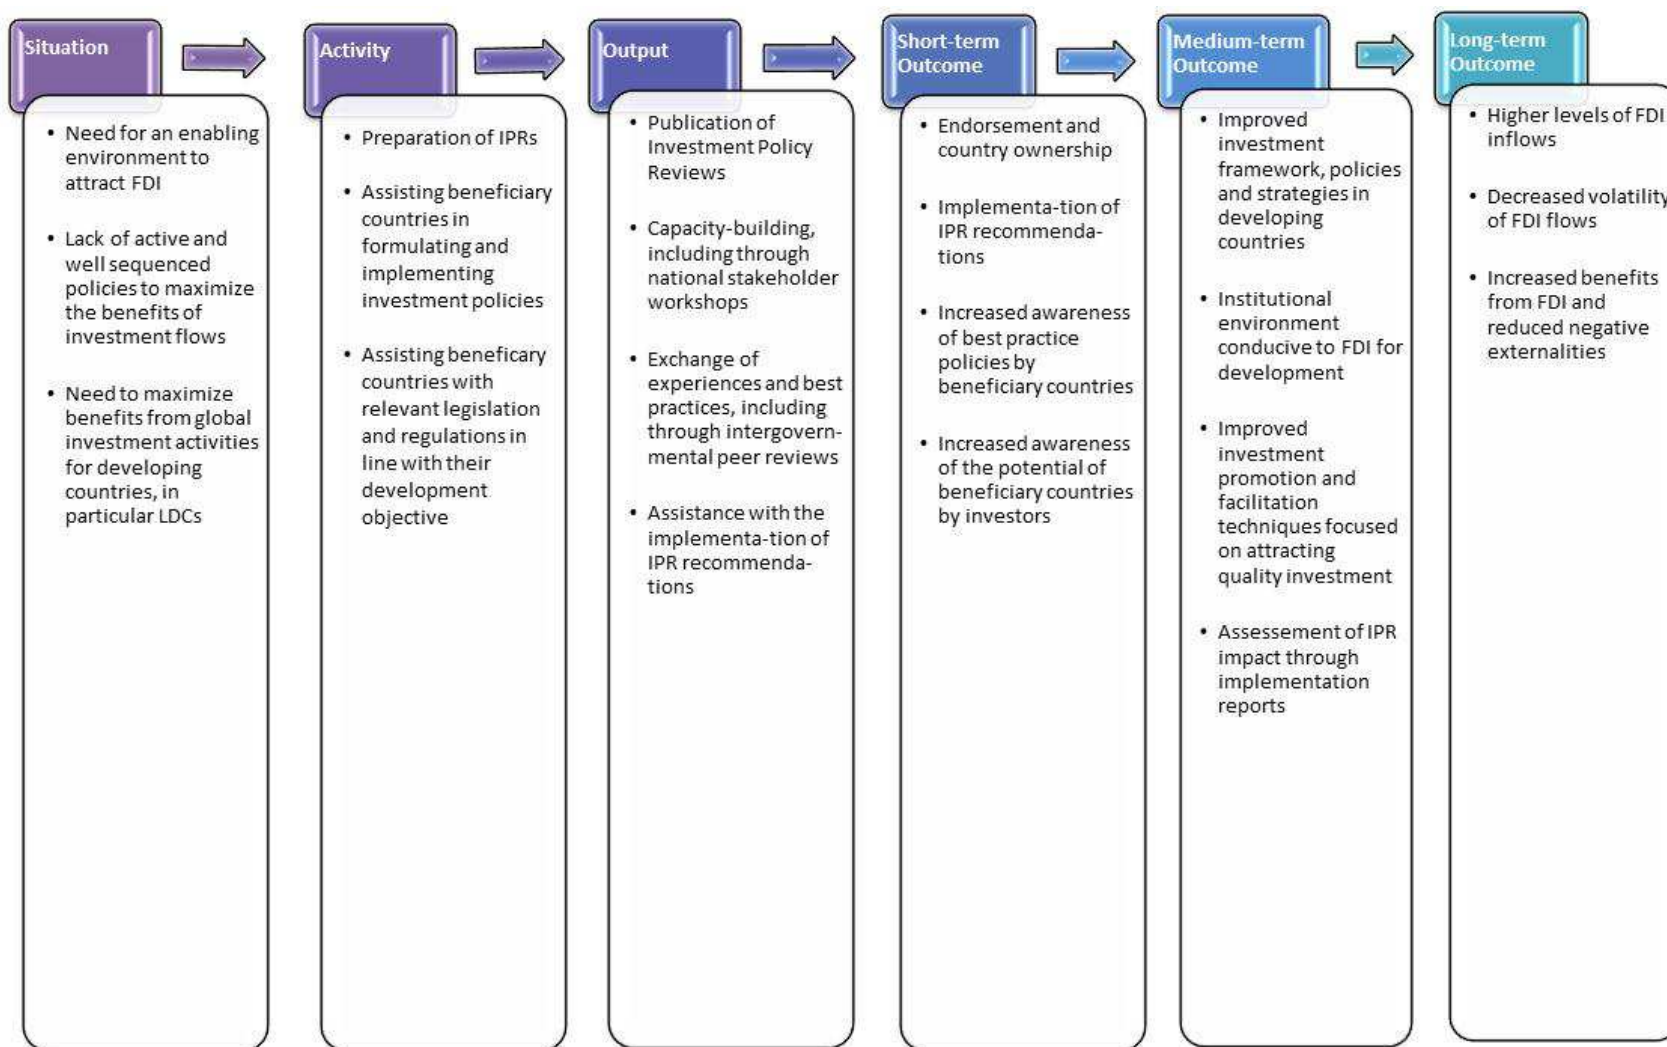 Situation
Need for an enabling
environment to
attract FDI
Lack of active and
well sequenced
policies to maximize
the benefits of
investment flows
Need to maximize
benefits from global
investment activities
for developing
countries, in
particular LDCs
Activity
Preparation of IPRs
Assisting beneficiary
countries in
formulating and
implementing
investment policies
Assisting beneficary
countries with
relevant legislation
and regulations in
line with their
development
objective
Output
Publication of
Investment Policy
Reviews
Capacity-building,
including through
national stakeholder
workshops
Exchange of
experiences and best
practices, including
through intergovern-
mental peer reviews
Assistance with the
implementa-tion of
IPR recommenda-
tions
Short-term
Outcome
Endorsement and
country ownership
Implementa-tion of
IPR recommenda-
tions
Increased awareness
of best practice
policies by
beneficiary countries
Increased awareness
of the potential of
beneficiary countries
by investors
Medium-term
Outcome
Improved
investment
framework, policies
and strategies in
developing
countries
Institutional
environment
conducive to FDI for
development
Improved
investment
promotion and
facilitation
techniques focused
on attracting
quality investment
Assessement of IPR
impact through
implementation
reports
Long-term
Outcome
Higher levels of FDI
inflows
Decreased volatility
of FDI flows
Increased benefits
from FDI and
reduced negative
externalities